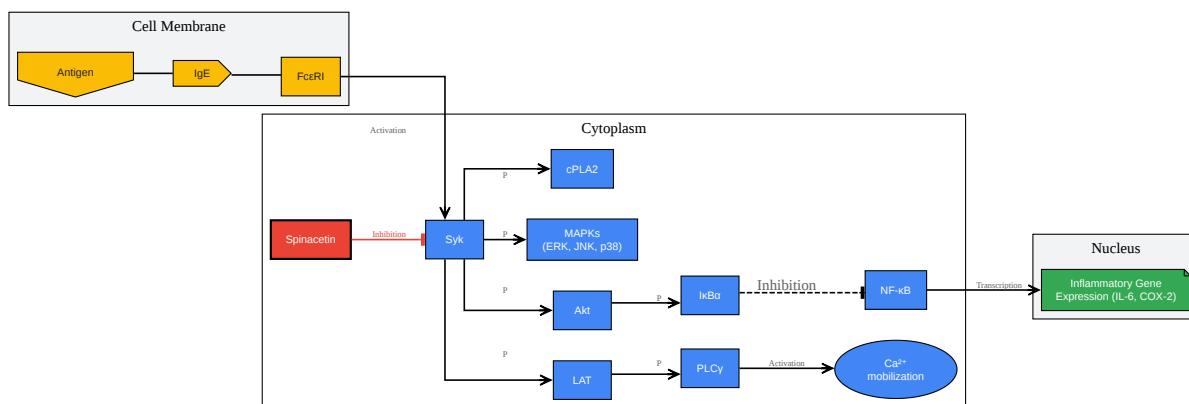 Cell Membrane
Antigen
IgE
FcεRI
Activation
Cytoplasm
cPLA2
P
Spinacetin
Inhibition
Syk
P
MAPKs
(ERK, JNK, p38)
Nucleus
P
Akt
P
IκBα
Inhibition
NF-κB
Transcription
Inflammatory Gene
Expression (IL-6, COX-2)
P
LAT
P
PLCγ
Activation
Ca²⁺
mobilization